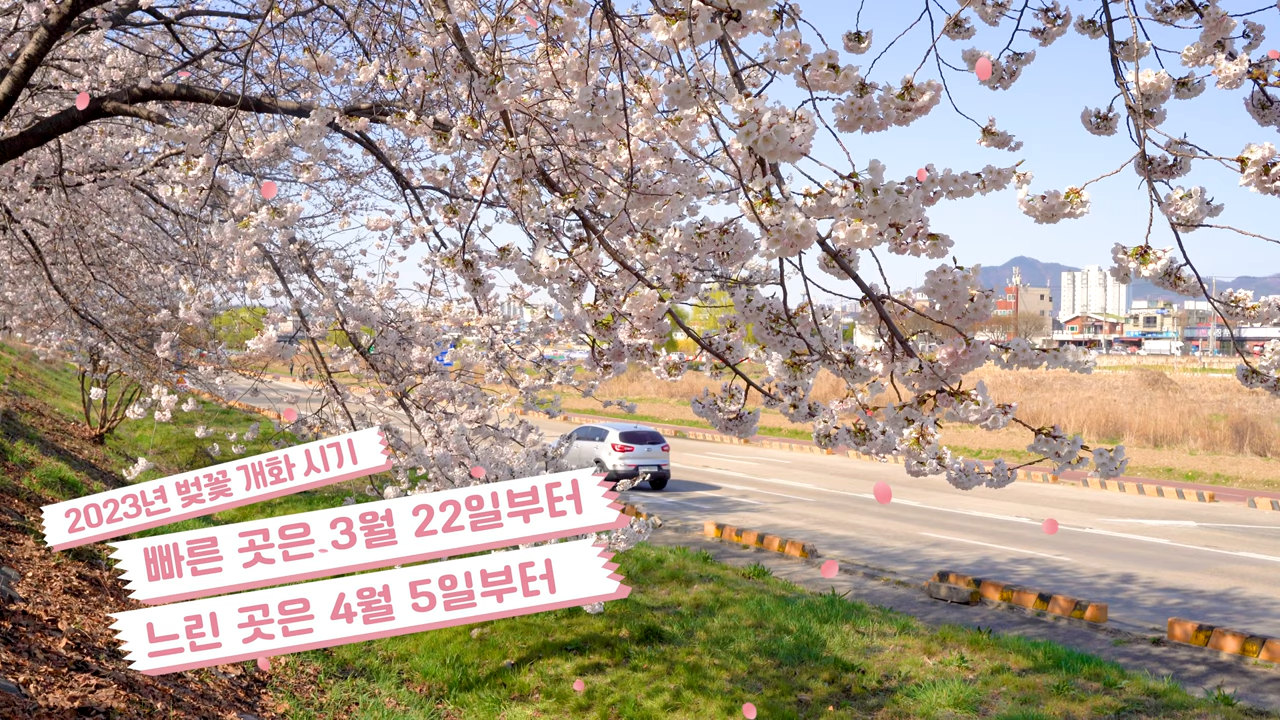 2023년 벚꽃 개화 시기
빠른 곳은 3월 22일부터
느린 곳은 4월 5일부터